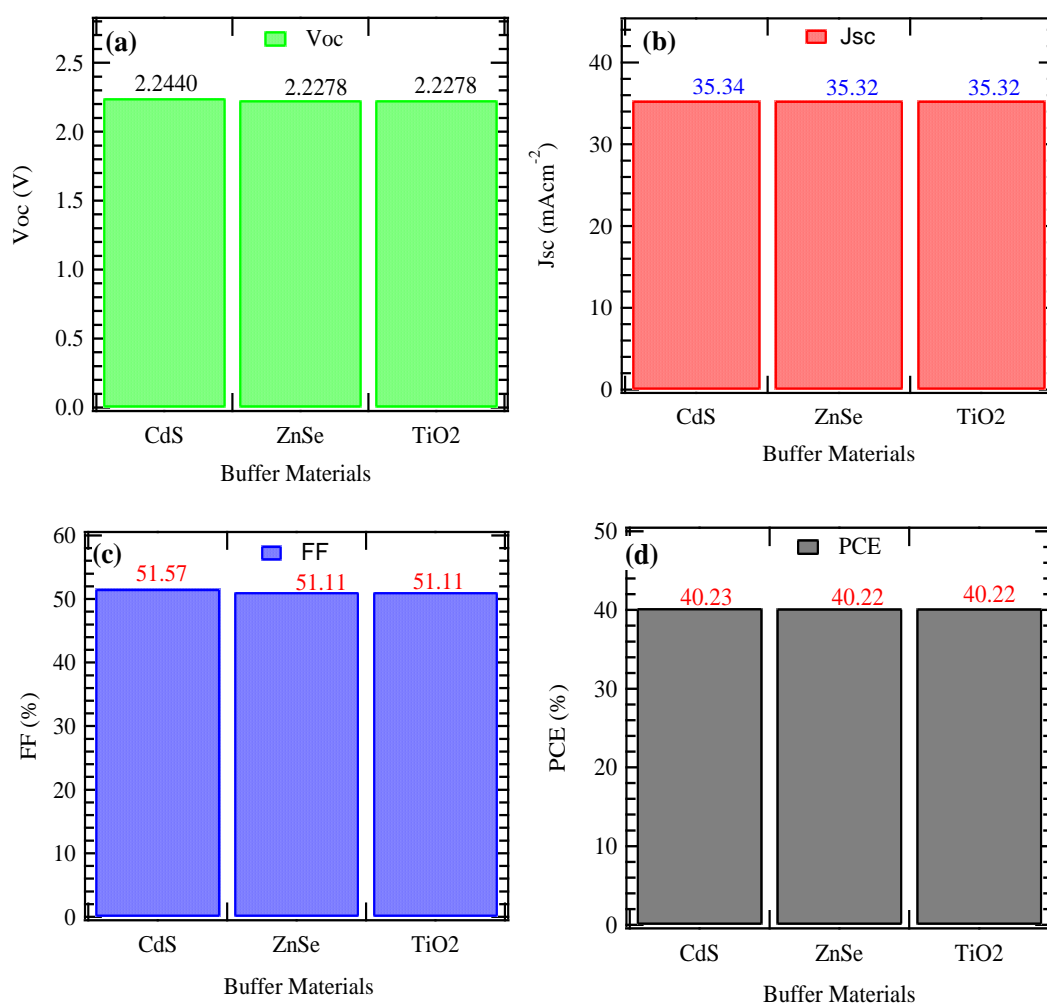 (a)
Voc
2.5
2.0
1.5
1.0
0.5
0.0
Voc (V)
2.2440
2.2278
2.2278
CdS
ZnSe
TiO2
Buffer Materials
(b)
Jsc
40
30
20
10
0
Jsc (mAcm-2)
35.34
35.32
35.32
CdS
ZnSe
TiO2
Buffer Materials
(c)
FF
60
50
40
30
20
10
0
FF (%)
51.57
51.11
51.11
CdS
ZnSe
TiO2
Buffer Materials
(d)
PCE
50
40
30
20
10
0
PCE (%)
40.23
40.22
40.22
CdS
ZnSe
TiO2
Buffer Materials